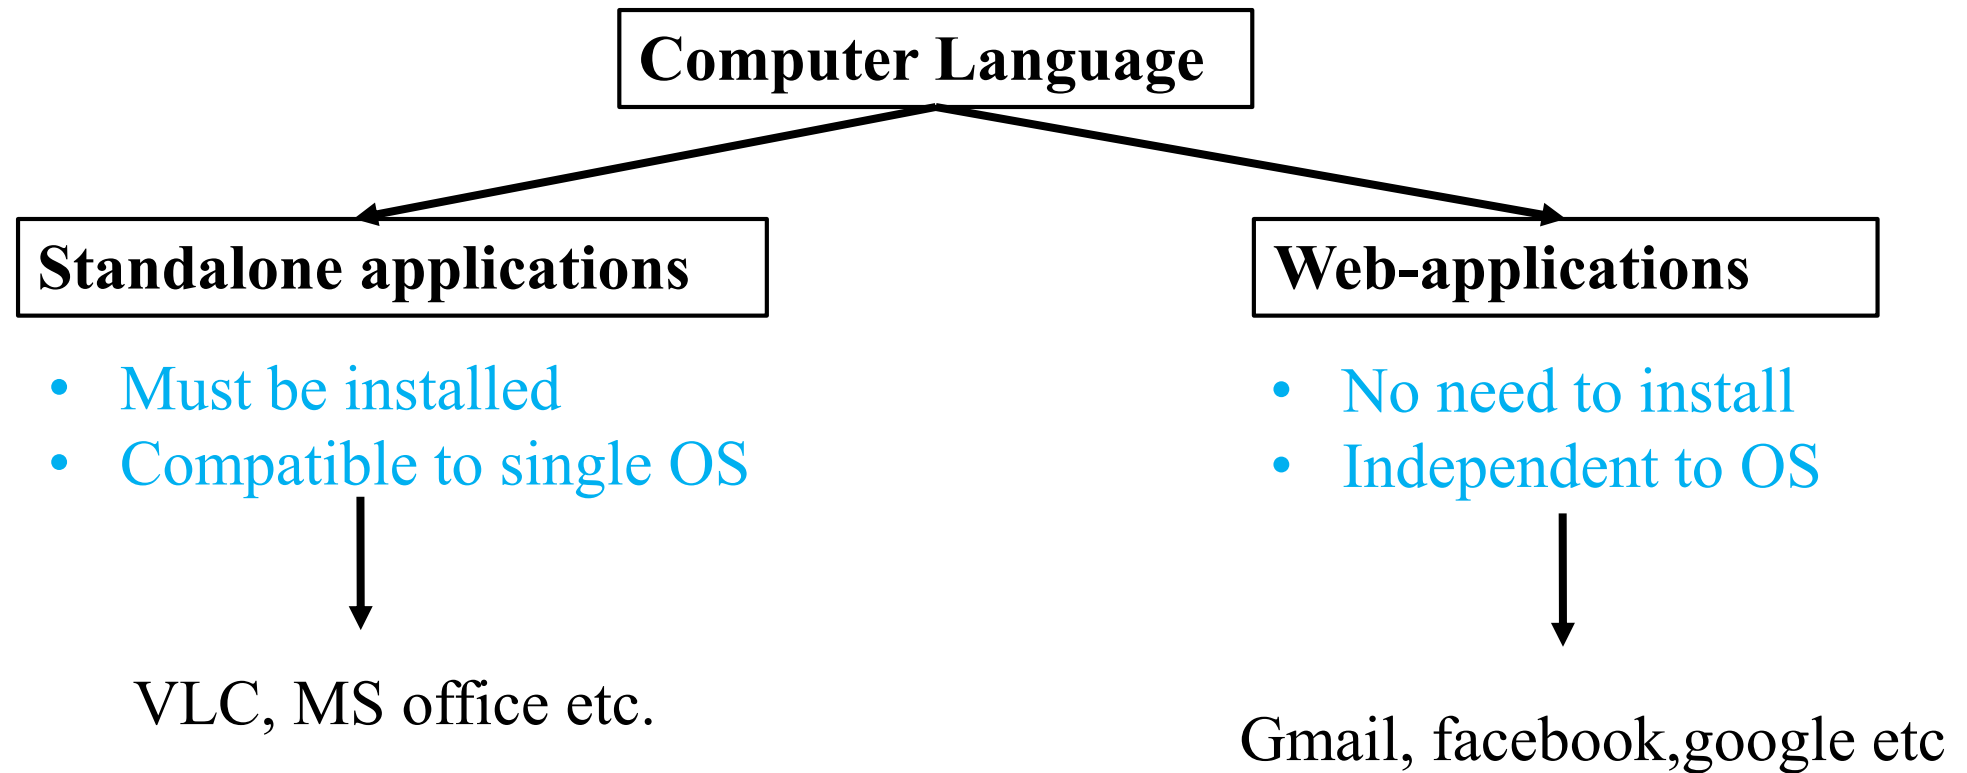 Computer Language
Standalone applications
• Must be installed
• Compatible to single OS
VLC, MS office etc.
Web-applications
• No need to install
• Independent to OS
Gmail, facebook,google etc